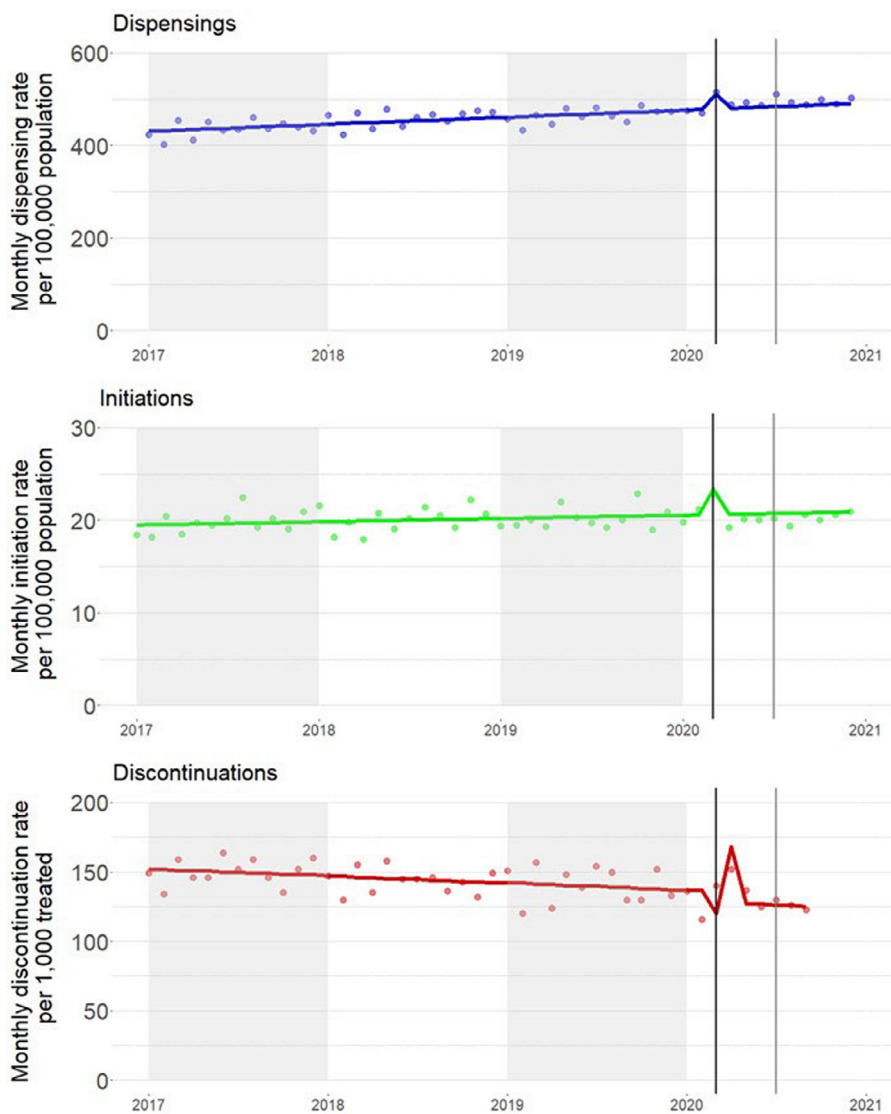 Dispensings
Monthly dispensing rate
per 100,000 population
600
400
200
0
2017 2018 2019 2020 2021
Initiations
Monthly initiation rate
per 100,000 population
30
20
10
0
2017 2018 2019 2020 2021
Discontinuations
Monthly discontinuation rate
per 1,000 treated
200
150
100
50
0
2017 2018 2019 2020 2021